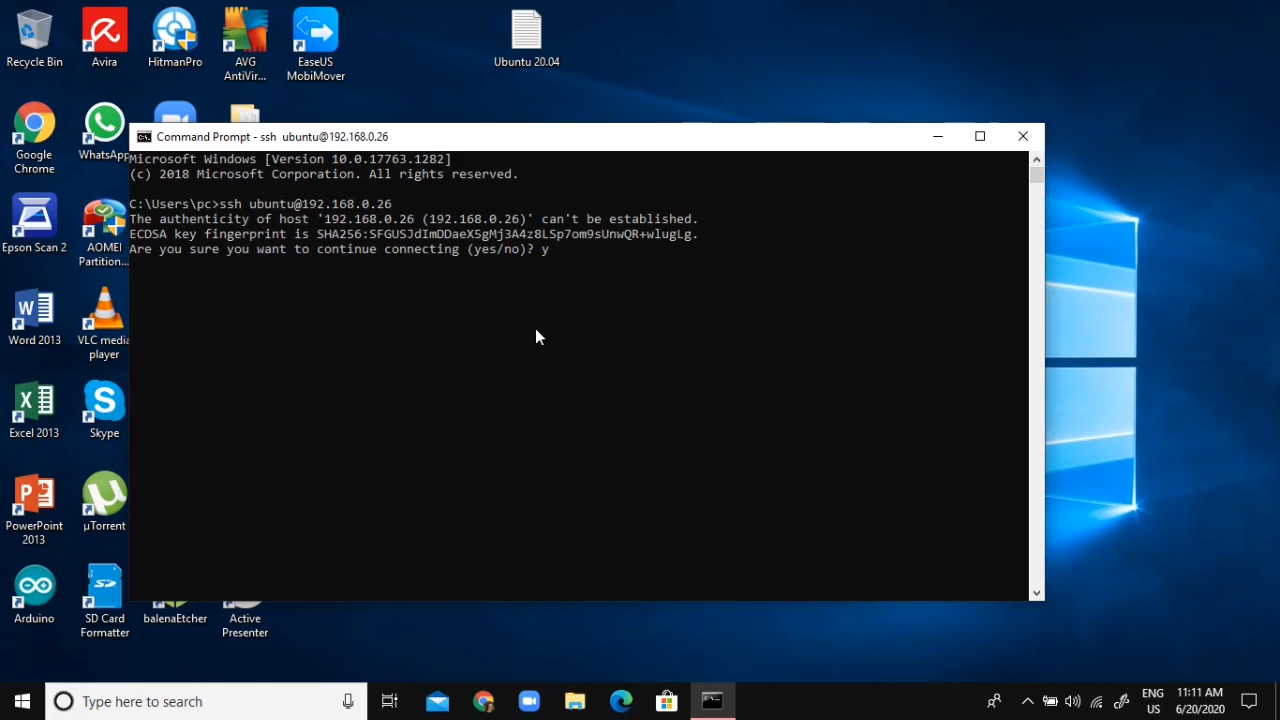 Recycle Bin
Avira
HitmanPro
AVG
AntiVir...
EaseUS
MobiMover
Ubuntu 20.04
Google
Chrome
WhatsApp
Command Prompt - ssh  ubuntu@192.168.0.26
Microsoft Windows [Version 10.0.17763.1282]
(c) 2018 Microsoft Corporation. All rights reserved.
C:\Users\pc>ssh ubuntu@192.168.0.26
The authenticity of host '192.168.0.26 (192.168.0.26)' can't be established.
ECDSA key fingerprint is SHA256:SFGUSJdImDDaeX5gMj3A4z8LSp7om9sUnwQR+wlugLg.
Are you sure you want to continue connecting (yes/no)? y
Epson Scan 2
AOMEI
Partition...
Word 2013
VLC media
player
Excel 2013
Skype
PowerPoint
2013
µTorrent
Arduino
SD Card
Formatter
balenaEtcher
Active
Presenter
Type here to search
ENG
US
11:11 AM
6/20/2020